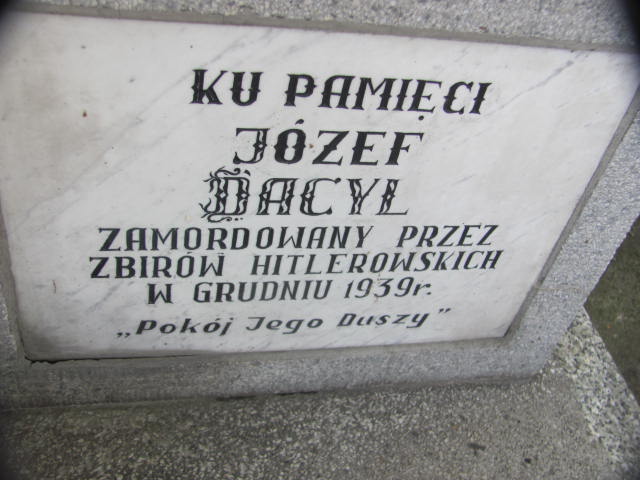 KU PAMIĘCI
JÓZEF
DACYL
ZAMORDOWANY PRZEZ
ZBIRÓW HITLEROWSKICH
W GRUDNIU 1939r.
„Pokój Jego Duszy”